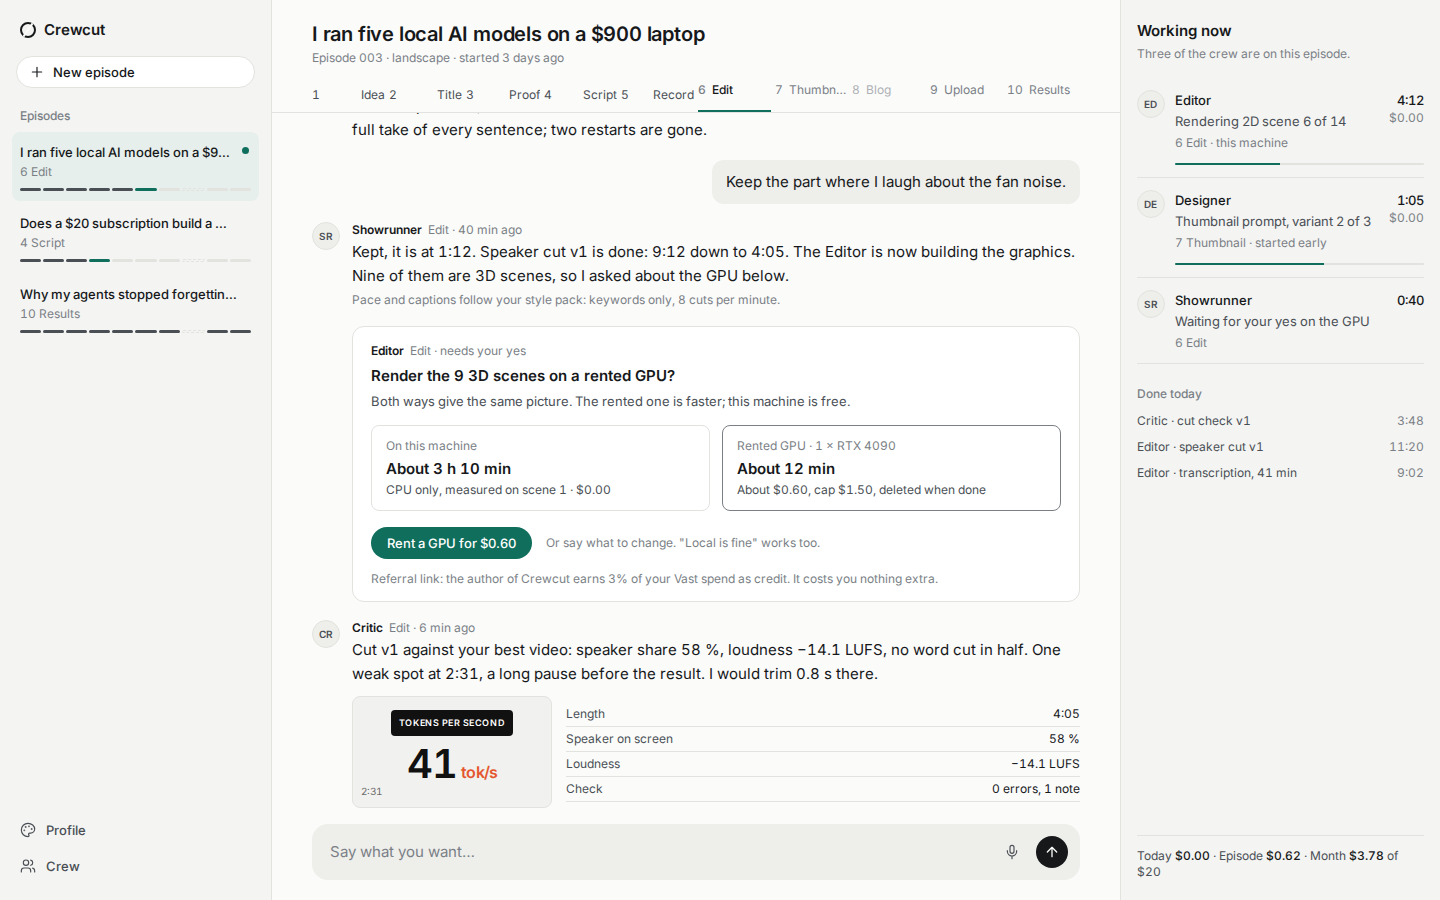 Crewcut
New episode
Episodes
I ran five local AI models on a $9...
6 Edit
Does a $20 subscription build a ...
4 Script
Why my agents stopped forgettin...
10 Results
Profile
Crew
I ran five local AI models on a $900 laptop
Episode 003 · landscape · started 3 days ago
1 Idea 2 Title 3 Proof 4 Script 5 Record 6 Edit 7 Thumbn... 8 Blog 9 Upload 10 Results
full take of every sentence; two restarts are gone.
Keep the part where I laugh about the fan noise.
SR
Showrunner Edit · 40 min ago
Kept, it is at 1:12. Speaker cut v1 is done: 9:12 down to 4:05. The Editor is now building the graphics.
Nine of them are 3D scenes, so I asked about the GPU below.
Pace and captions follow your style pack: keywords only, 8 cuts per minute.
Editor Edit · needs your yes
Render the 9 3D scenes on a rented GPU?
Both ways give the same picture. The rented one is faster; this machine is free.
On this machine
About 3 h 10 min
CPU only, measured on scene 1 · $0.00
Rented GPU · 1 × RTX 4090
About 12 min
About $0.60, cap $1.50, deleted when done
Rent a GPU for $0.60
Or say what to change. "Local is fine" works too.
Referral link: the author of Crewcut earns 3% of your Vast spend as credit. It costs you nothing extra.
CR
Critic Edit · 6 min ago
Cut v1 against your best video: speaker share 58 %, loudness −14.1 LUFS, no word cut in half. One
weak spot at 2:31, a long pause before the result. I would trim 0.8 s there.
TOKENS PER SECOND
41 tok/s
2:31
Length 4:05
Speaker on screen 58 %
Loudness −14.1 LUFS
Check 0 errors, 1 note
Say what you want...
Working now
Three of the crew are on this episode.
ED
Editor 4:12
Rendering 2D scene 6 of 14 $0.00
6 Edit · this machine
DE
Designer 1:05
Thumbnail prompt, variant 2 of 3 $0.00
7 Thumbnail · started early
SR
Showrunner 0:40
Waiting for your yes on the GPU
6 Edit
Done today
Critic · cut check v1 3:48
Editor · speaker cut v1 11:20
Editor · transcription, 41 min 9:02
Today $0.00 · Episode $0.62 · Month $3.78 of
$20